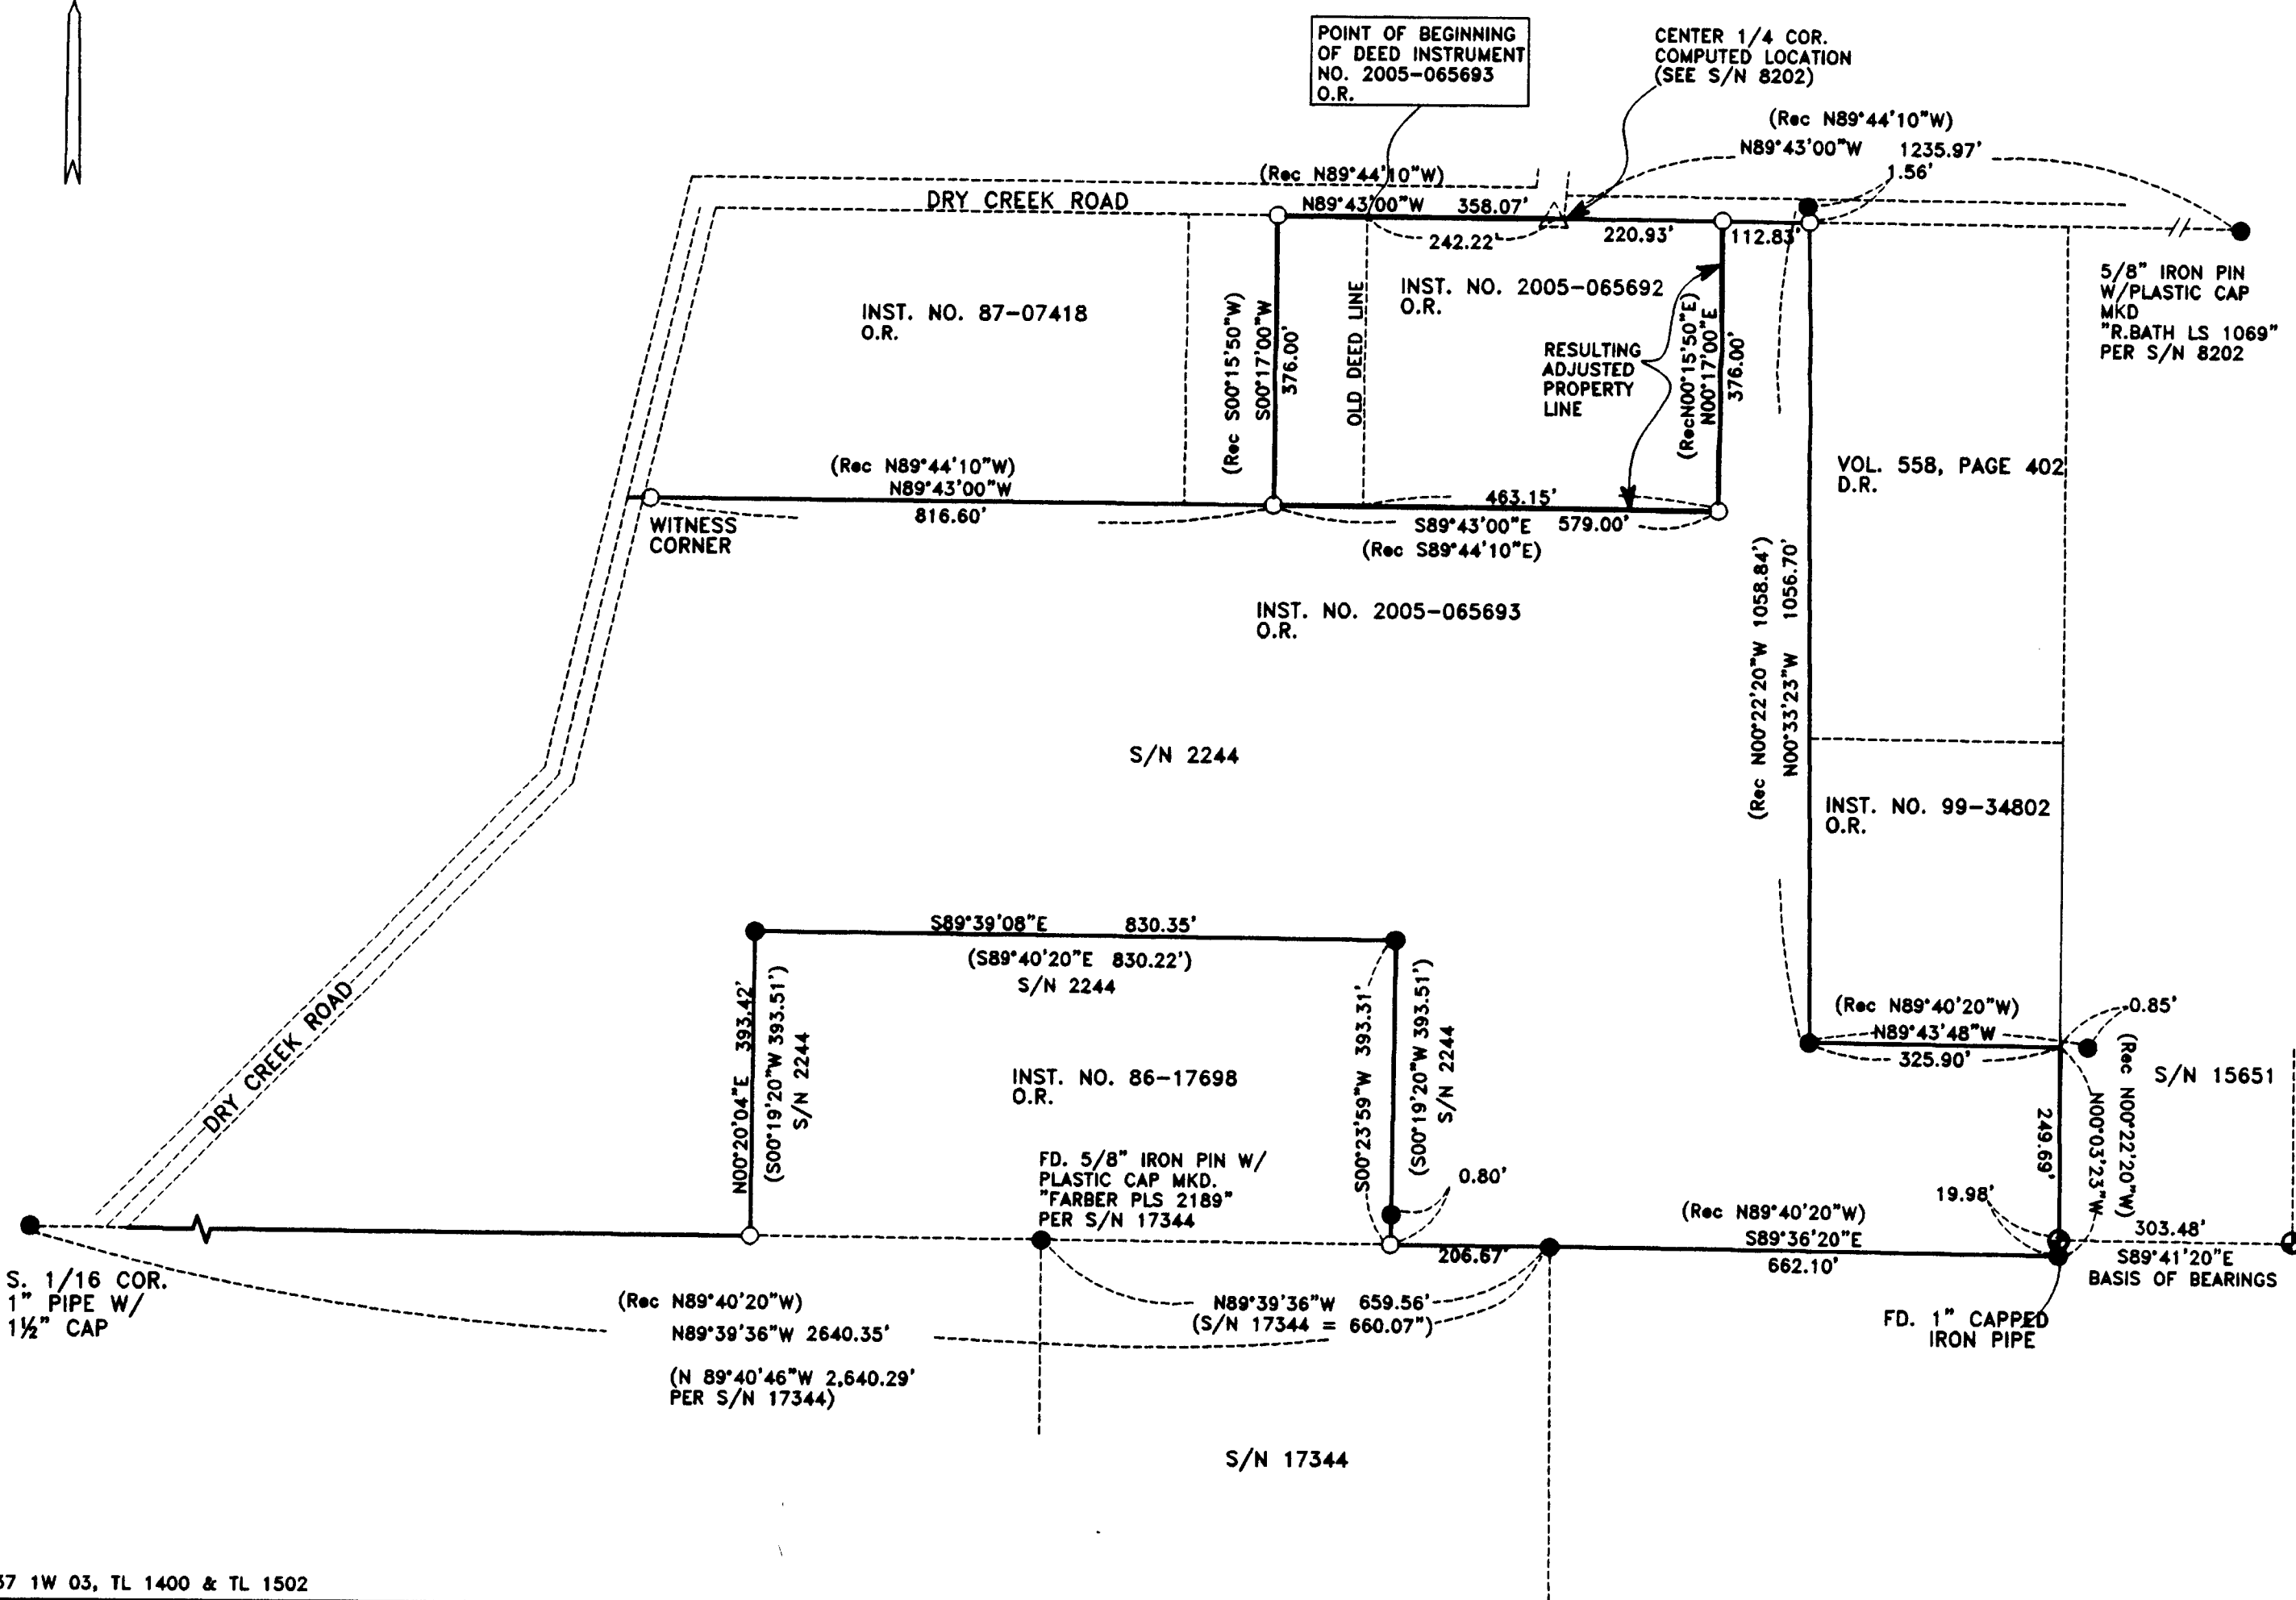 POINT OF BEGINNING
OF DEED INSTRUMENT
NO. 2005-065693
O.R.
CENTER 1/4 COR.
COMPUTED LOCATION
(SEE S/N 8202)
(Rec N89°44'10"W)
N89°43'00"W 1235.97'
1.56'
(Rec N89°44'10"W)
DRY CREEK ROAD
N89°43'00"W 358.07'
242.22'
220.93'
112.83'
5/8" IRON PIN
W/PLASTIC CAP
MKD
"R.BATH LS 1069"
PER S/N 8202
INST. NO. 87-07418
O.R.
(Rec S00°15'50"W)
S00°17'00"W
376.00'
OLD DEED LINE
INST. NO. 2005-065692
O.R.
RESULTING
ADJUSTED
PROPERTY
LINE
(RecN00°15'50"E)
N00°17'00"E
376.00'
VOL. 558, PAGE 402
D.R.
(Rec N89°44'10"W)
N89°43'00"W
816.60'
WITNESS
CORNER
463.15'
S89°43'00"E 579.00'
(Rec S89°44'10"E)
INST. NO. 2005-065693
O.R.
(Rec N00°22'20"W 1058.84')
N00°33'23"W 1056.70'
S/N 2244
INST. NO. 99-34802
O.R.
S89°39'08"E 830.35'
(S89°40'20"E 830.22')
S/N 2244
N00°20'04"E 393.42'
(S00°19'20"W 393.51')
S/N 2244
INST. NO. 86-17698
O.R.
S00°23'59"W 393.31'
(S00°19'20"W 393.51')
S/N 2244
(Rec N89°40'20"W)
N89°43'48"W
325.90'
0.85'
(Rec N00°22'20"W)
N00°03'23"W
249.69'
S/N 15651
DRY CREEK ROAD
FD. 5/8" IRON PIN W/
PLASTIC CAP MKD.
"FARBER PLS 2189"
PER S/N 17344
0.80'
19.98'
(Rec N89°40'20"W)
S89°36'20"E
662.10'
206.67'
303.48'
S89°41'20"E
BASIS OF BEARINGS
S. 1/16 COR.
1" PIPE W/
1½" CAP
(Rec N89°40'20"W)
N89°39'36"W 2640.35'
(N 89°40'46"W 2,640.29'
PER S/N 17344)
N89°39'36"W 659.56'
(S/N 17344 = 660.07")
FD. 1" CAPPED
IRON PIPE
S/N 17344
37 1W 03, TL 1400 & TL 1502